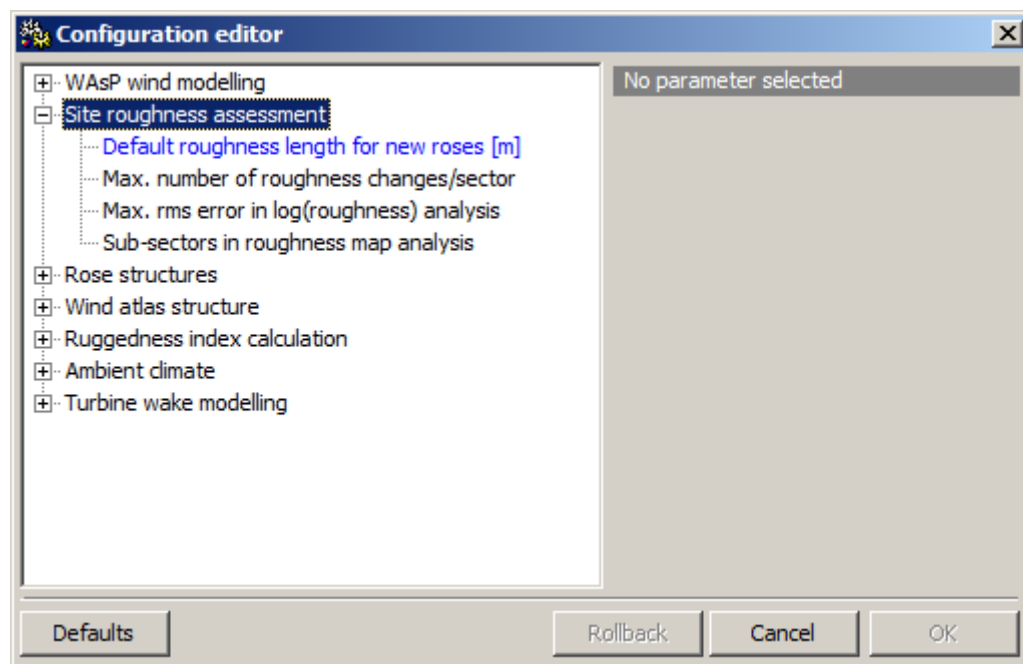 Configuration editor
WAsP wind modelling
Site roughness assessment
Default roughness length for new roses [m]
Max. number of roughness changes/sector
Max. rms error in log(roughness) analysis
Sub-sectors in roughness map analysis
Rose structures
Wind atlas structure
Ruggedness index calculation
Ambient climate
Turbine wake modelling
No parameter selected
Defaults
Rollback
Cancel
OK